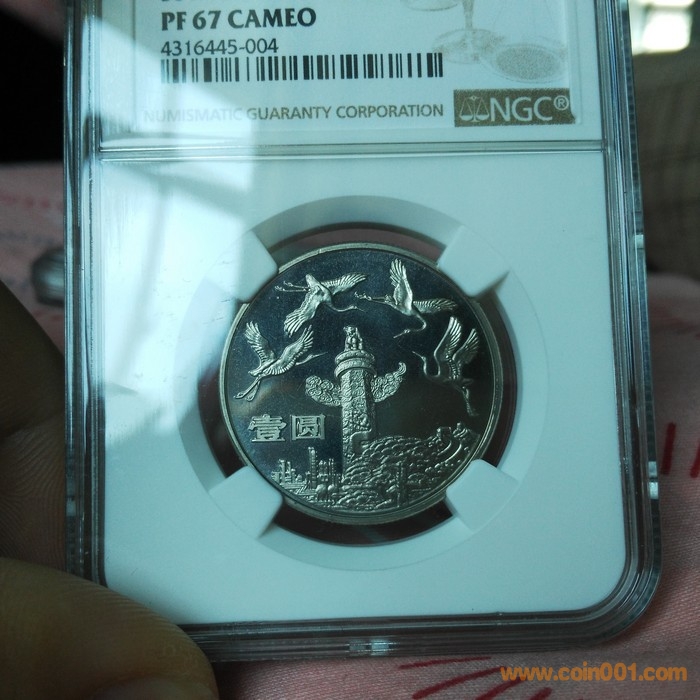 PF 67 CAMEO
4316445-004
NUMISMATIC GUARANTY CORPORATION
NGC®
壹圆
www.coin001.com